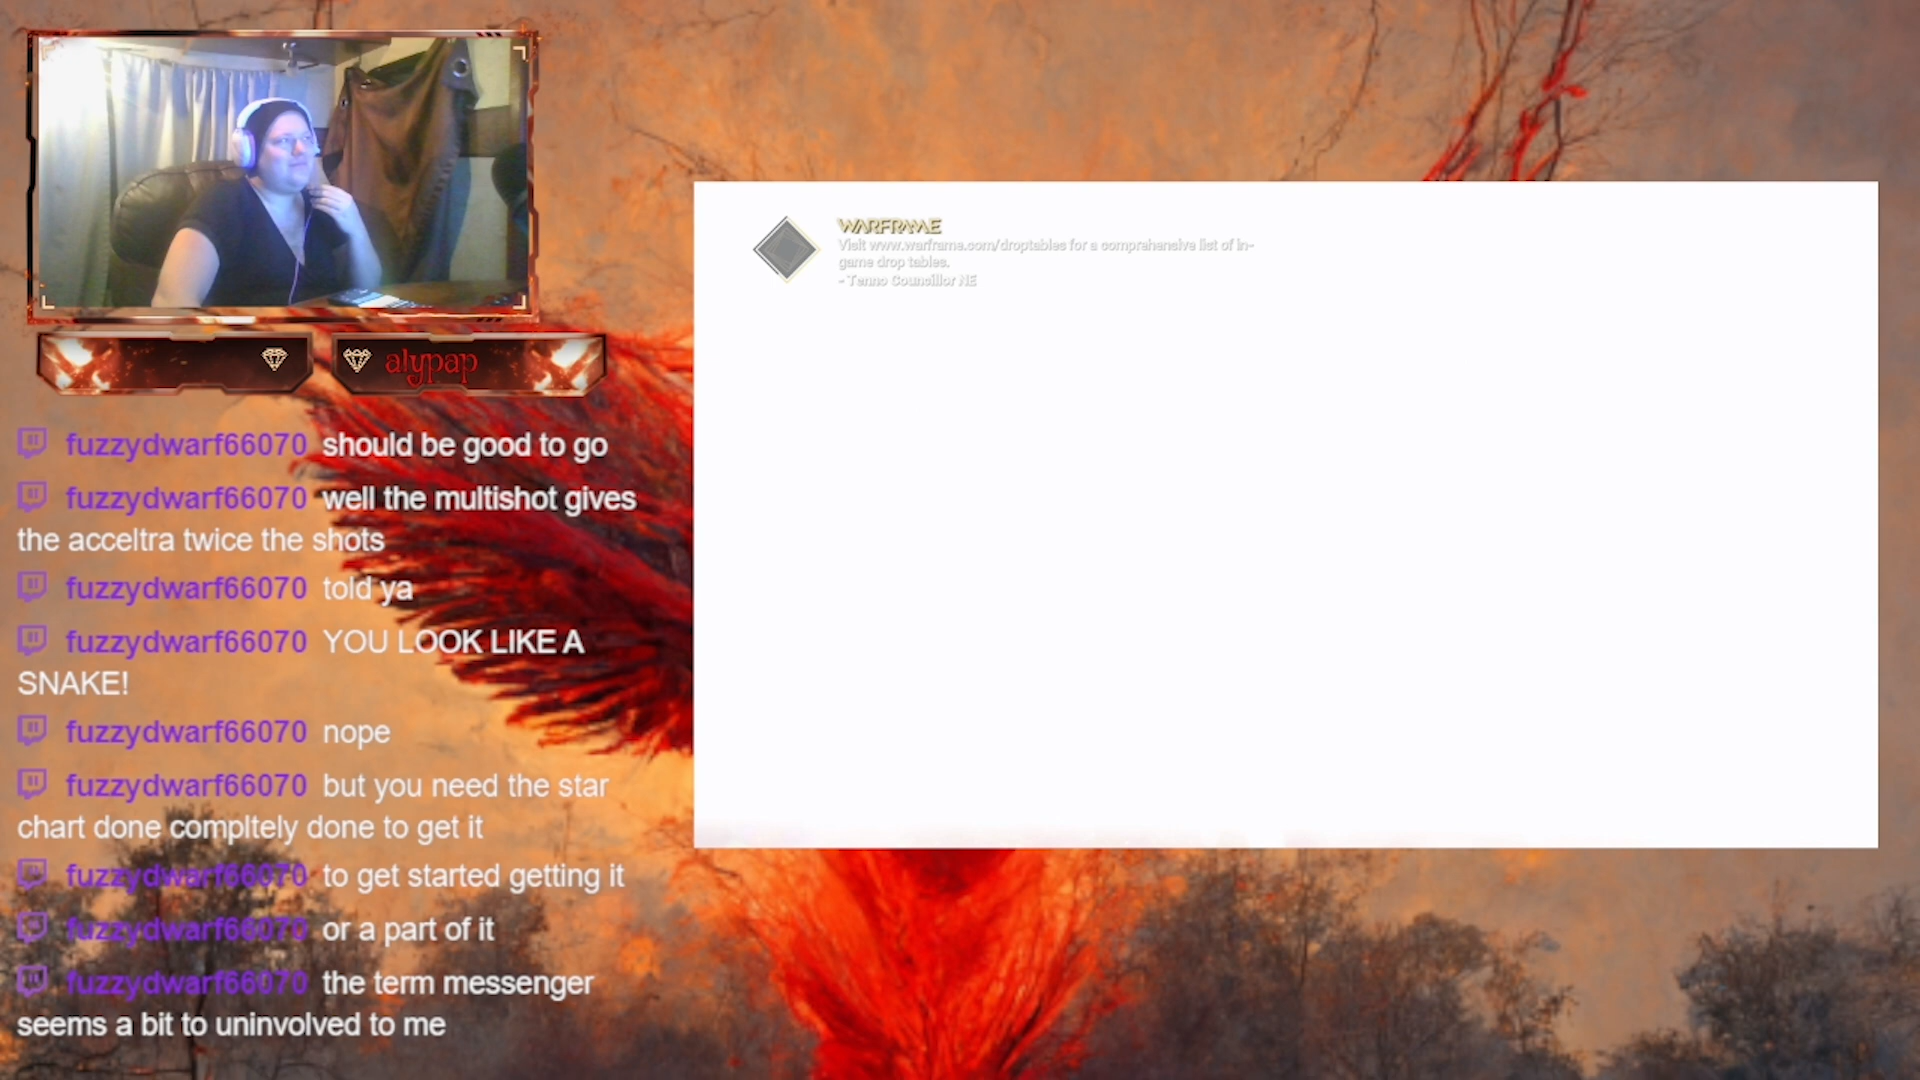 alypap
fuzzydwarf66070 should be good to go
fuzzydwarf66070 well the multishot gives
the acceltra twice the shots
fuzzydwarf66070 told ya
fuzzydwarf66070 YOU LOOK LIKE A
SNAKE!
fuzzydwarf66070 nope
fuzzydwarf66070 but you need the star
chart done compltely done to get it
fuzzydwarf66070 to get started getting it
fuzzydwarf66070 or a part of it
fuzzydwarf66070 the term messenger
seems a bit to uninvolved to me
WARFRAME
Visit www.warframe.com/droptables for a comprehensive list of in-
game drop tables.
- Tenno Councillor NE